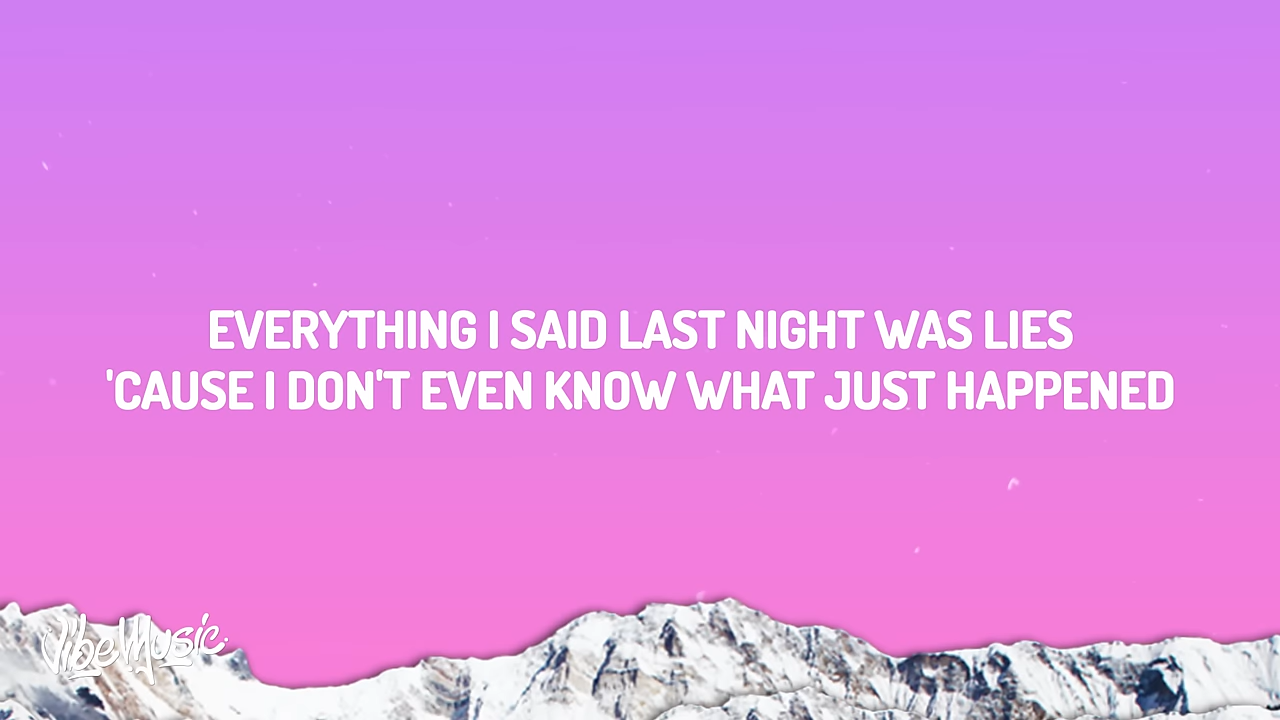 EVERYTHING I SAID LAST NIGHT WAS LIES
'CAUSE I DON'T EVEN KNOW WHAT JUST HAPPENED
VibeMusic